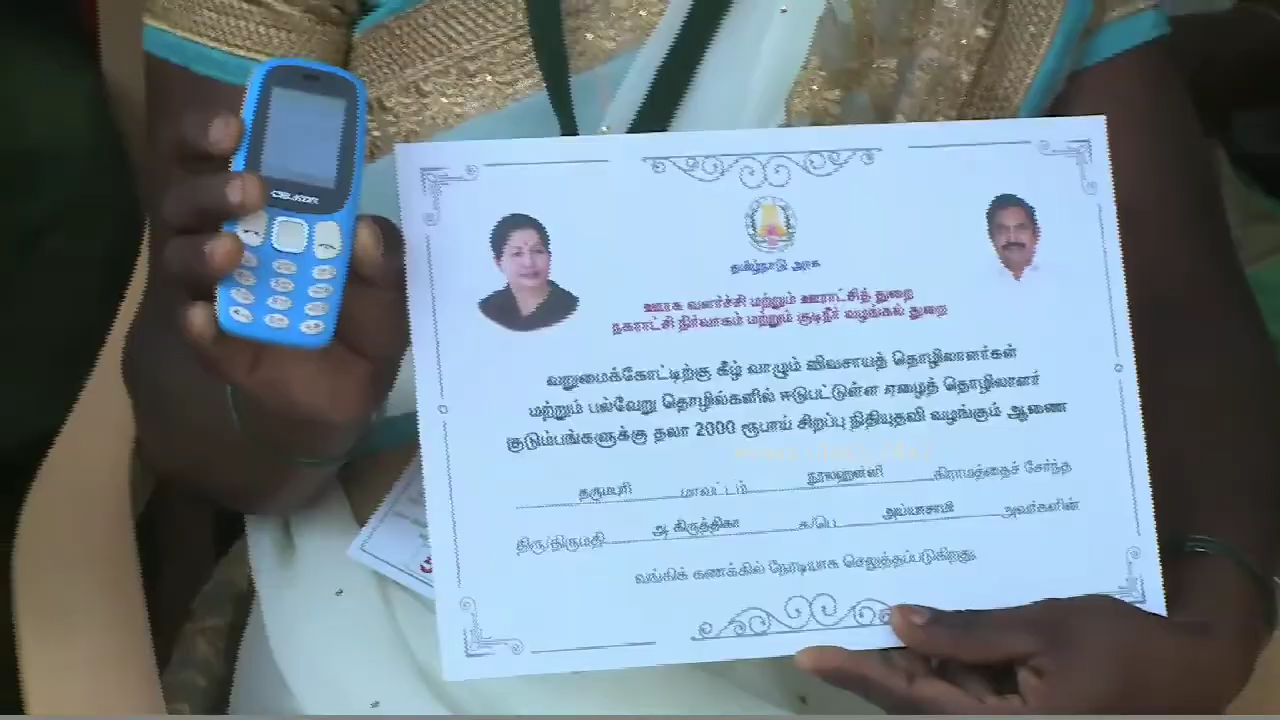 CELKON
தமிழ்நாடு அரசு
ஊரக வளர்ச்சி மற்றும் ஊராட்சித் துறை
நகராட்சி நிர்வாகம் மற்றும் குடிநீர் வழங்கல் துறை
வறுமைக்கோட்டிற்கு கீழ் வாழும் விவசாயத் தொழிலாளர்கள்
மற்றும் பல்வேறு தொழில்களில் ஈடுபட்டுள்ள ஏழைத் தொழிலாளர்
குடும்பங்களுக்கு தலா 2000 ரூபாய் சிறப்பு நிதியுதவி வழங்கும் ஆணை
தருமபுரி மாவட்டம் நூலஹள்ளி கிராமத்தைச் சேர்ந்த
திரு/திருமதி ஆ கிருத்திகா க/பெ அய்யாசாமி அவர்களின்
வங்கிக் கணக்கில் நேரடியாக செலுத்தப்படுகிறது.